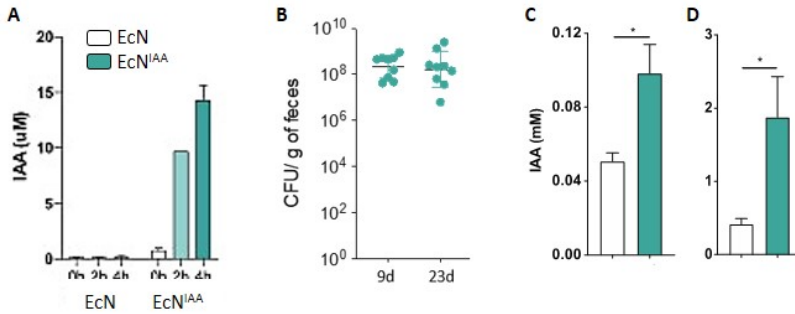 A
EcN
EcN^IAA
IAA (uM)
20
15
10
5
0
0h 2h 4h 0h 2h 4h
EcN EcN^IAA
B
CFU/ g of feces
10^10
10^8
10^6
10^4
10^2
10^0
9d 23d
C
IAA (mM)
0.12
0.08
0.04
0.00
*
D
3
2
1
0
*